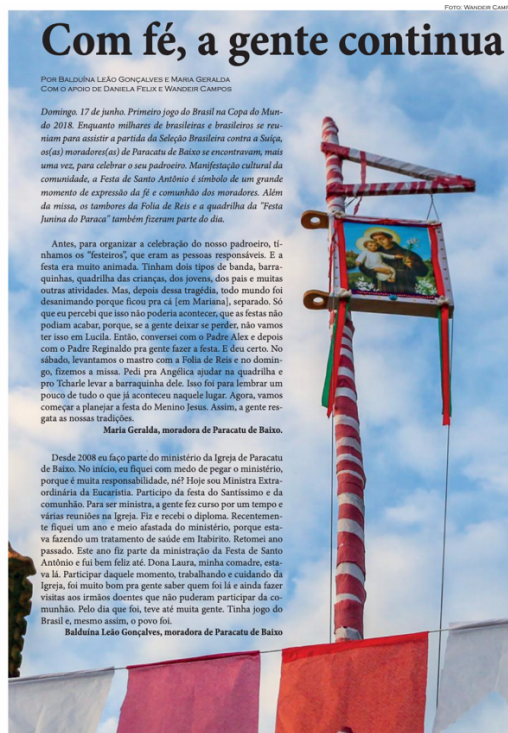 FOTO: WANDEIR CAMP
Com fé, a gente continua
POR BALDUÍNA LEÃO GONÇALVES E MARIA GERALDA
COM O APOIO DE DANIELA FELIX E WANDEIR CAMPOS
Domingo. 17 de junho. Primeiro jogo do Brasil na Copa do Mun-
do 2018. Enquanto milhares de brasileiras e brasileiros se reu-
niam para assistir a partida da Seleção Brasileira contra a Suíça,
os(as) moradores(as) de Paracatu de Baixo se encontravam, mais
uma vez, para celebrar o seu padroeiro. Manifestação cultural da
comunidade, a Festa de Santo Antônio é símbolo de um grande
momento de expressão da fé e comunhão dos moradores. Além
da missa, os tambores da Folia de Reis e a quadrilha da "Festa
Junina do Paraca" também fizeram parte do dia.
Antes, para organizar a celebração do nosso padroeiro, tí-
nhamos os "festeiros", que eram as pessoas responsáveis. E a
festa era muito animada. Tinham dois tipos de banda, barra-
quinhas, quadrilha das crianças, dos jovens, dos pais e muitas
outras atividades. Mas, depois dessa tragédia, todo mundo foi
desanimando porque ficou pra cá [em Mariana], separado. Só
que eu percebi que isso não poderia acontecer, que as festas não
podiam acabar, porque, se a gente deixar se perder, não vamos
ter isso em Lucila. Então, conversei com o Padre Alex e depois
com o Padre Reginaldo pra gente fazer a festa. E deu certo. No
sábado, levantamos o mastro com a Folia de Reis e no domin-
go, fizemos a missa. Pedi pra Angélica ajudar na quadrilha e
pro Tcharle levar a barraquinha dele. Isso foi para lembrar um
pouco de tudo o que já aconteceu naquele lugar. Agora, vamos
começar a planejar a festa do Menino Jesus. Assim, a gente res-
gata as nossas tradições.
Maria Geralda, moradora de Paracatu de Baixo.
Desde 2008 eu faço parte do ministério da Igreja de Paracatu
de Baixo. No início, eu fiquei com medo de pegar o ministério,
porque é muita responsabilidade, né? Hoje sou Ministra Extra-
ordinária da Eucaristia. Participo da festa do Santíssimo e da
comunhão. Para ser ministra, a gente fez curso por um tempo e
várias reuniões na Igreja. Fiz e recebi o diploma. Recentemen-
te fiquei um ano e meio afastada do ministério, porque esta-
va fazendo um tratamento de saúde em Itabirito. Retomei ano
passado. Este ano fiz parte da ministração da Festa de Santo
Antônio e fui bem feliz até. Dona Laura, minha comadre, esta-
va lá. Participar daquele momento, trabalhando e cuidando da
Igreja, foi muito bom pra gente saber quem foi lá e ainda fazer
visitas aos irmãos doentes que não puderam participar da co-
munhão. Pelo dia que foi, teve até muita gente. Tinha jogo do
Brasil e, mesmo assim, o povo foi.
Balduína Leão Gonçalves, moradora de Paracatu de Baixo